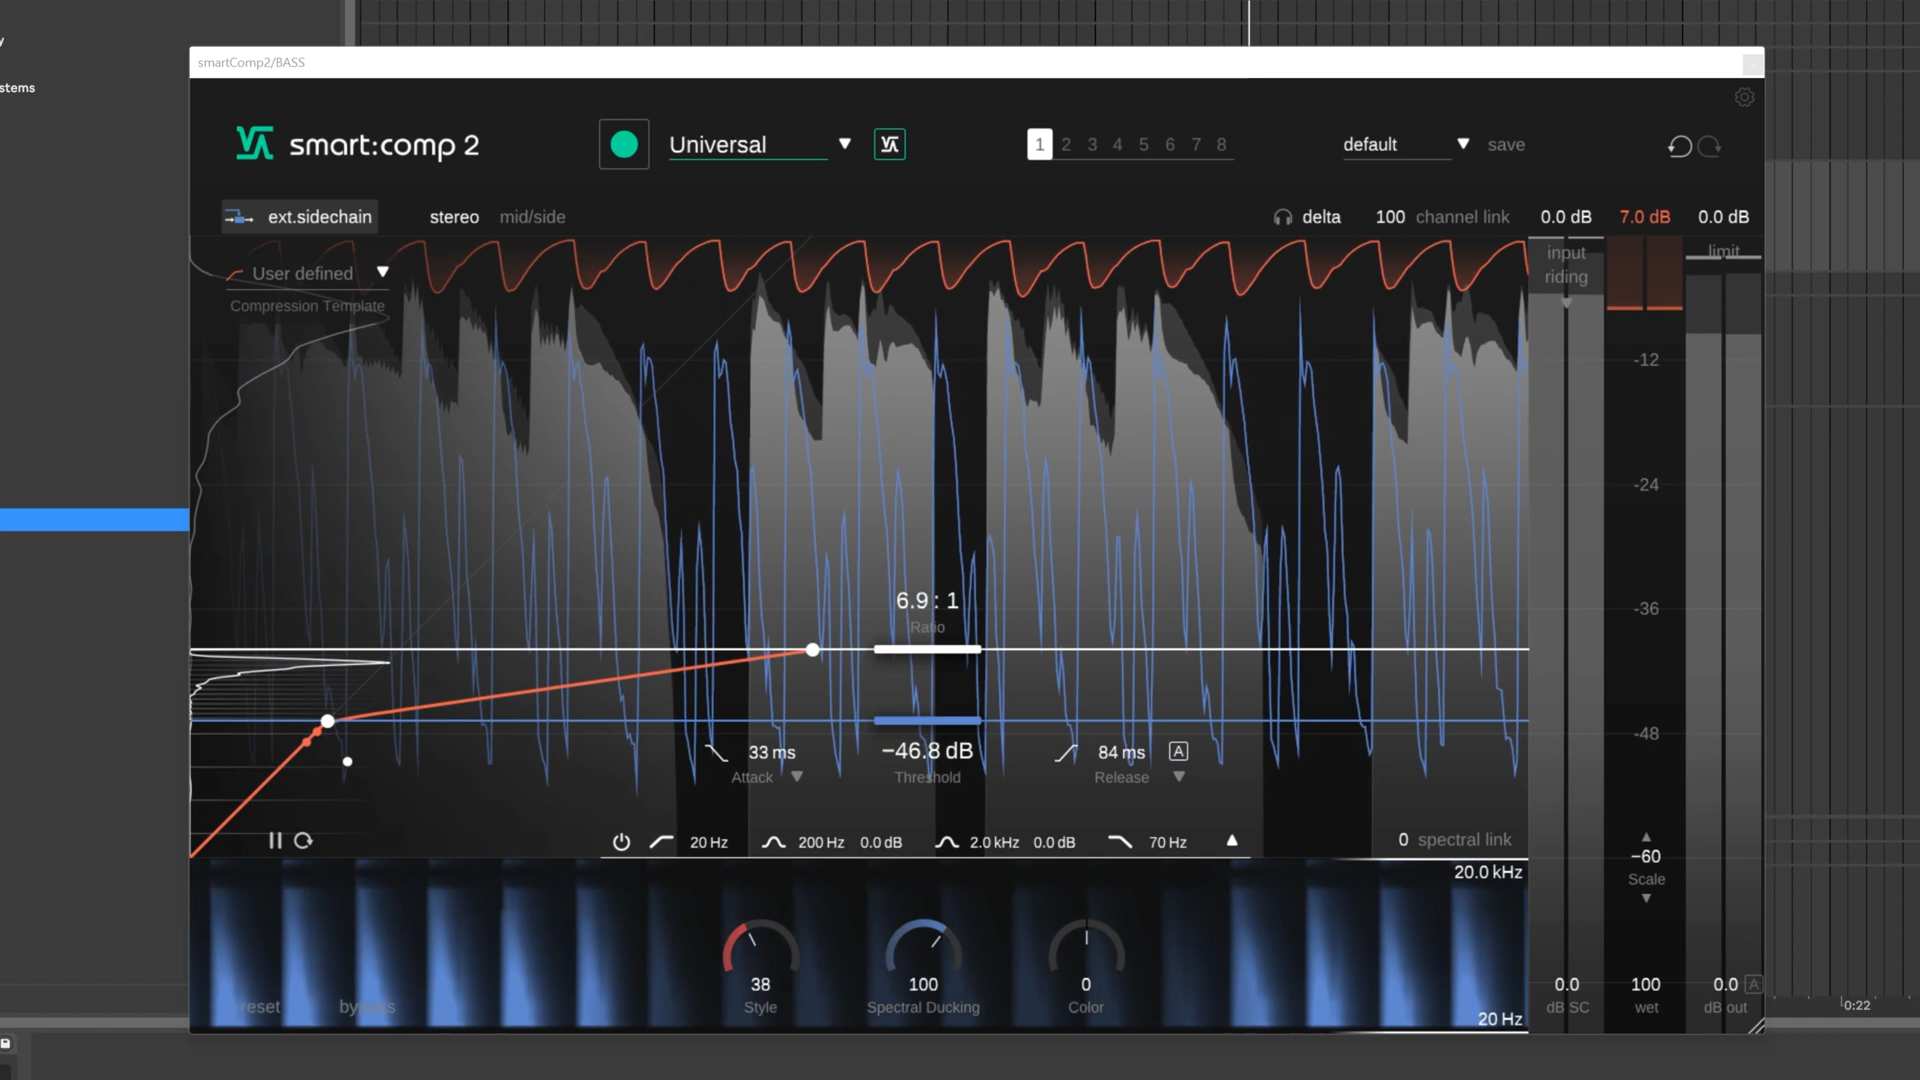 y
stems
smartComp2/BASS
smart:comp 2
Universal
1 2 3 4 5 6 7 8
default
save
ext.sidechain
stereo mid/side
delta
100 channel link
0.0 dB 7.0 dB 0.0 dB
User defined
Compression Template
input
riding
limit
-12
-24
-36
-48
6.9 : 1
Ratio
33 ms
Attack
−46.8 dB
Threshold
84 ms A
Release
20 Hz 200 Hz 0.0 dB 2.0 kHz 0.0 dB 70 Hz
0 spectral link
−60
Scale
20.0 kHz
38
Style
100
Spectral Ducking
0
Color
reset
bypass
20 Hz
0.0
dB SC
100
wet
0.0 A
dB out
0:22